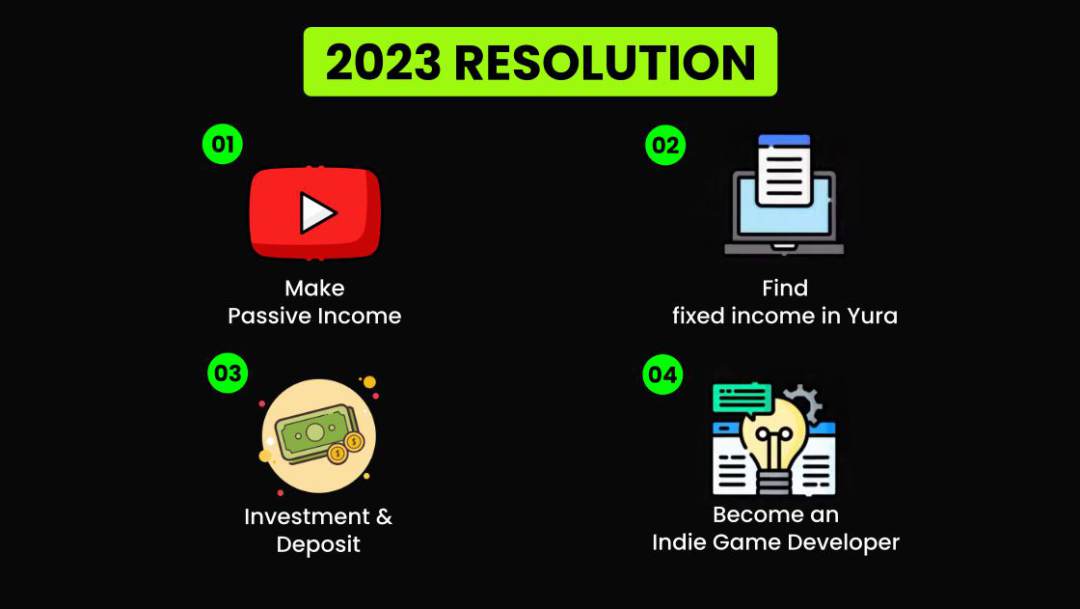 2023 RESOLUTION
01
Make
Passive Income
02
Find
fixed income in Yura
03
Investment &
Deposit
04
Become an
Indie Game Developer